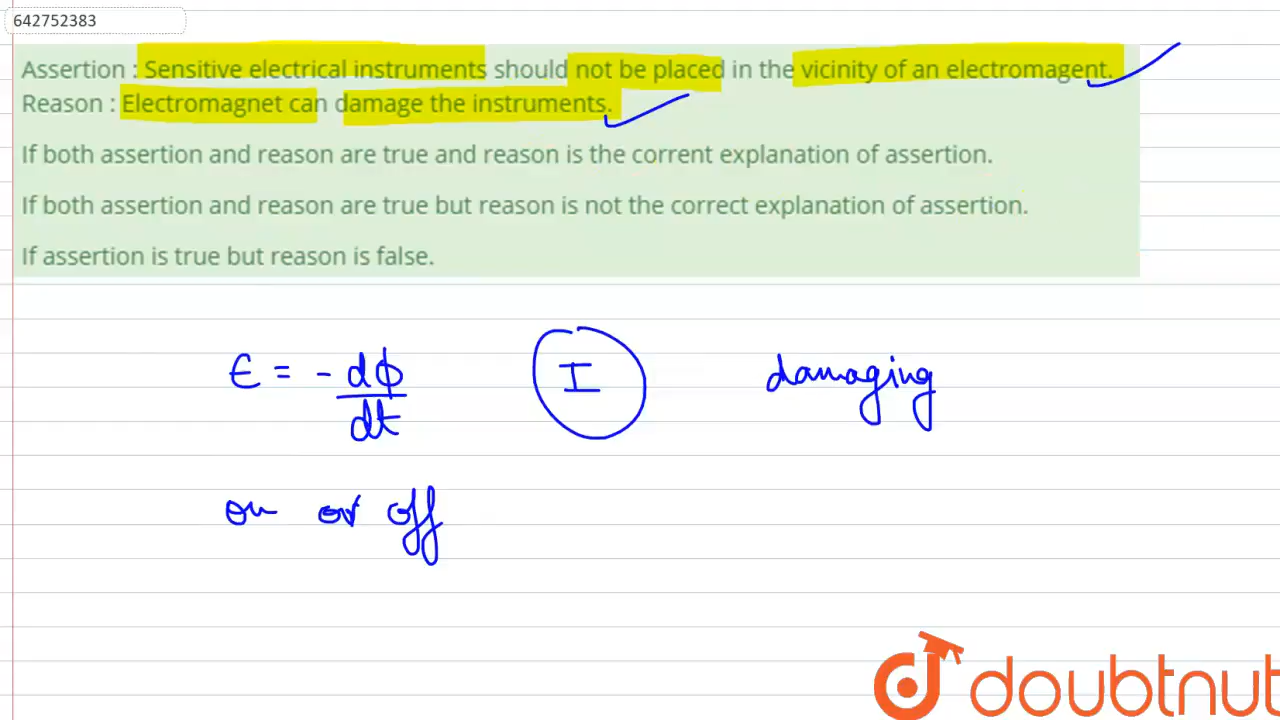 642752383
Assertion : Sensitive electrical instruments should not be placed in the vicinity of an electromagent.
Reason : Electromagnet can damage the instruments.
If both assertion and reason are true and reason is the corrent explanation of assertion.
If both assertion and reason are true but reason is not the correct explanation of assertion.
If assertion is true but reason is false.
ε = - dϕ/dt I damaging
on or off
doubtnut